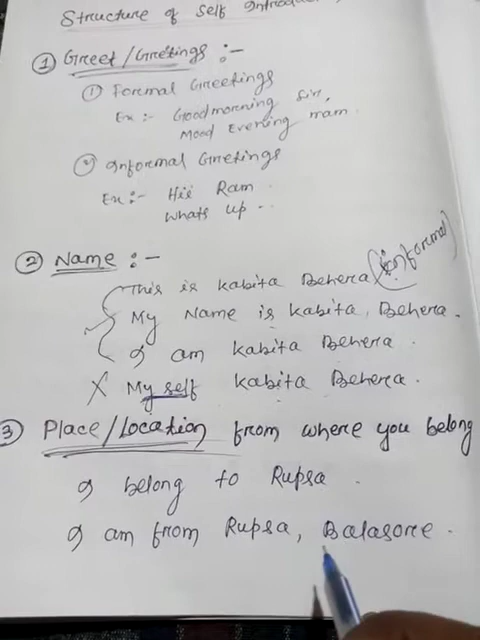 Structure of Self Introduc
① Greet/Greetings :-
① Formal Greetings
Ex :- Good morning sir,
Mood Evening mam
② Informal Greetings
Ex :- Hii Ram
Whats up ..
② Name :-
This is kabita Behera (informal)
My Name is kabita Behera.
I am kabita Behera.
X My self kabita Behera.
③ Place/Location from where you belong
I belong to Rupsa.
I am from Rupsa, Balasore.